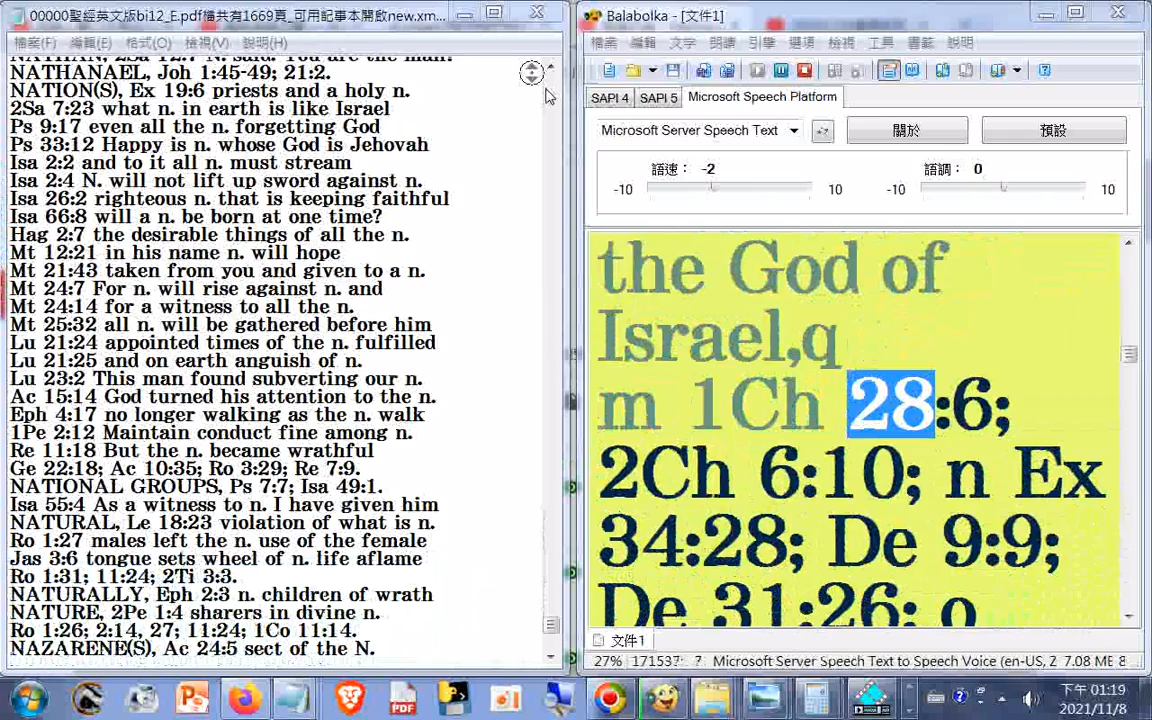 00000聖經英文版bi12_E.pdf檔共有1669頁_可用記事本開啟new.xm...
檔案(F) 編輯(E) 格式(O) 檢視(V) 說明(H)
NATHAN, 2Sa 12:7 N. said: You are the man!
NATHANAEL, Joh 1:45-49; 21:2.
NATION(S), Ex 19:6 priests and a holy n.
2Sa 7:23 what n. in earth is like Israel
Ps 9:17 even all the n. forgetting God
Ps 33:12 Happy is n. whose God is Jehovah
Isa 2:2 and to it all n. must stream
Isa 2:4 N. will not lift up sword against n.
Isa 26:2 righteous n. that is keeping faithful
Isa 66:8 will a n. be born at one time?
Hag 2:7 the desirable things of all the n.
Mt 12:21 in his name n. will hope
Mt 21:43 taken from you and given to a n.
Mt 24:7 For n. will rise against n. and
Mt 24:14 for a witness to all the n.
Mt 25:32 all n. will be gathered before him
Lu 21:24 appointed times of the n. fulfilled
Lu 21:25 and on earth anguish of n.
Lu 23:2 This man found subverting our n.
Ac 15:14 God turned his attention to the n.
Eph 4:17 no longer walking as the n. walk
1Pe 2:12 Maintain conduct fine among n.
Re 11:18 But the n. became wrathful
Ge 22:18; Ac 10:35; Ro 3:29; Re 7:9.
NATIONAL GROUPS, Ps 7:7; Isa 49:1.
Isa 55:4 As a witness to n. I have given him
NATURAL, Le 18:23 violation of what is n.
Ro 1:27 males left the n. use of the female
Jas 3:6 tongue sets wheel of n. life aflame
Ro 1:31; 11:24; 2Ti 3:3.
NATURALLY, Eph 2:3 n. children of wrath
NATURE, 2Pe 1:4 sharers in divine n.
Ro 1:26; 2:14, 27; 11:24; 1Co 11:14.
NAZARENE(S), Ac 24:5 sect of the N.
Balabolka - [文件1]
檔案 編輯 文字 朗讀 引擎 選項 檢視 工具 書籤 說明
SAPI 4 SAPI 5 Microsoft Speech Platform
Microsoft Server Speech Text 關於 預設
語速： -2 語調： 0
-10 10 -10 10
the God of
Israel,q
m 1Ch 28:6;
2Ch 6:10; n Ex
34:28; De 9:9;
De 31:26; o
文件1
27% 171537: ? Microsoft Server Speech Text to Speech Voice (en-US, 2 7.08 MB 8
PDF
下午 01:19
2021/11/8